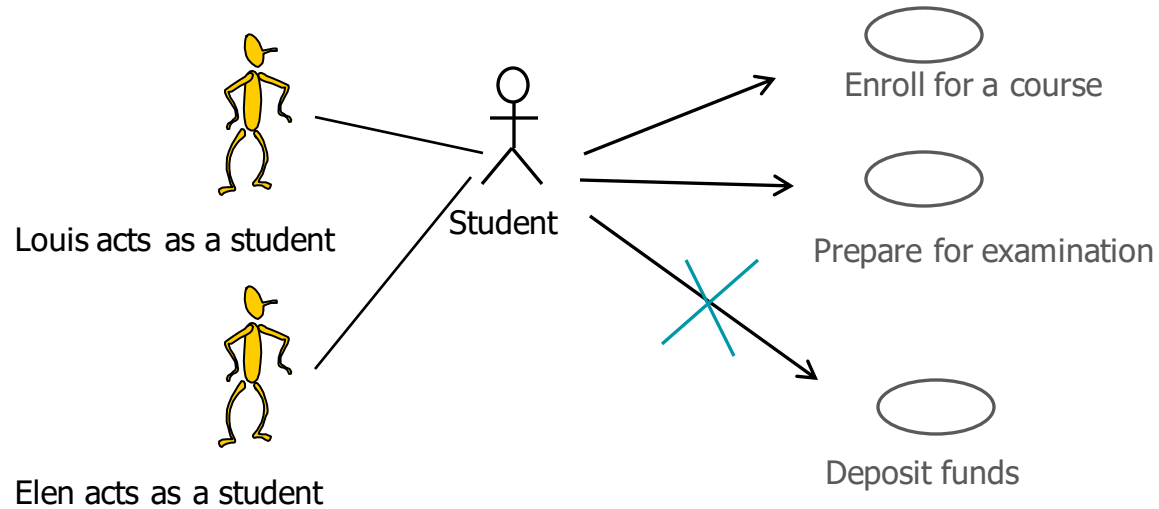 Enroll for a course
Student
Louis acts as a student
Prepare for examination
Deposit funds
Elen acts as a student